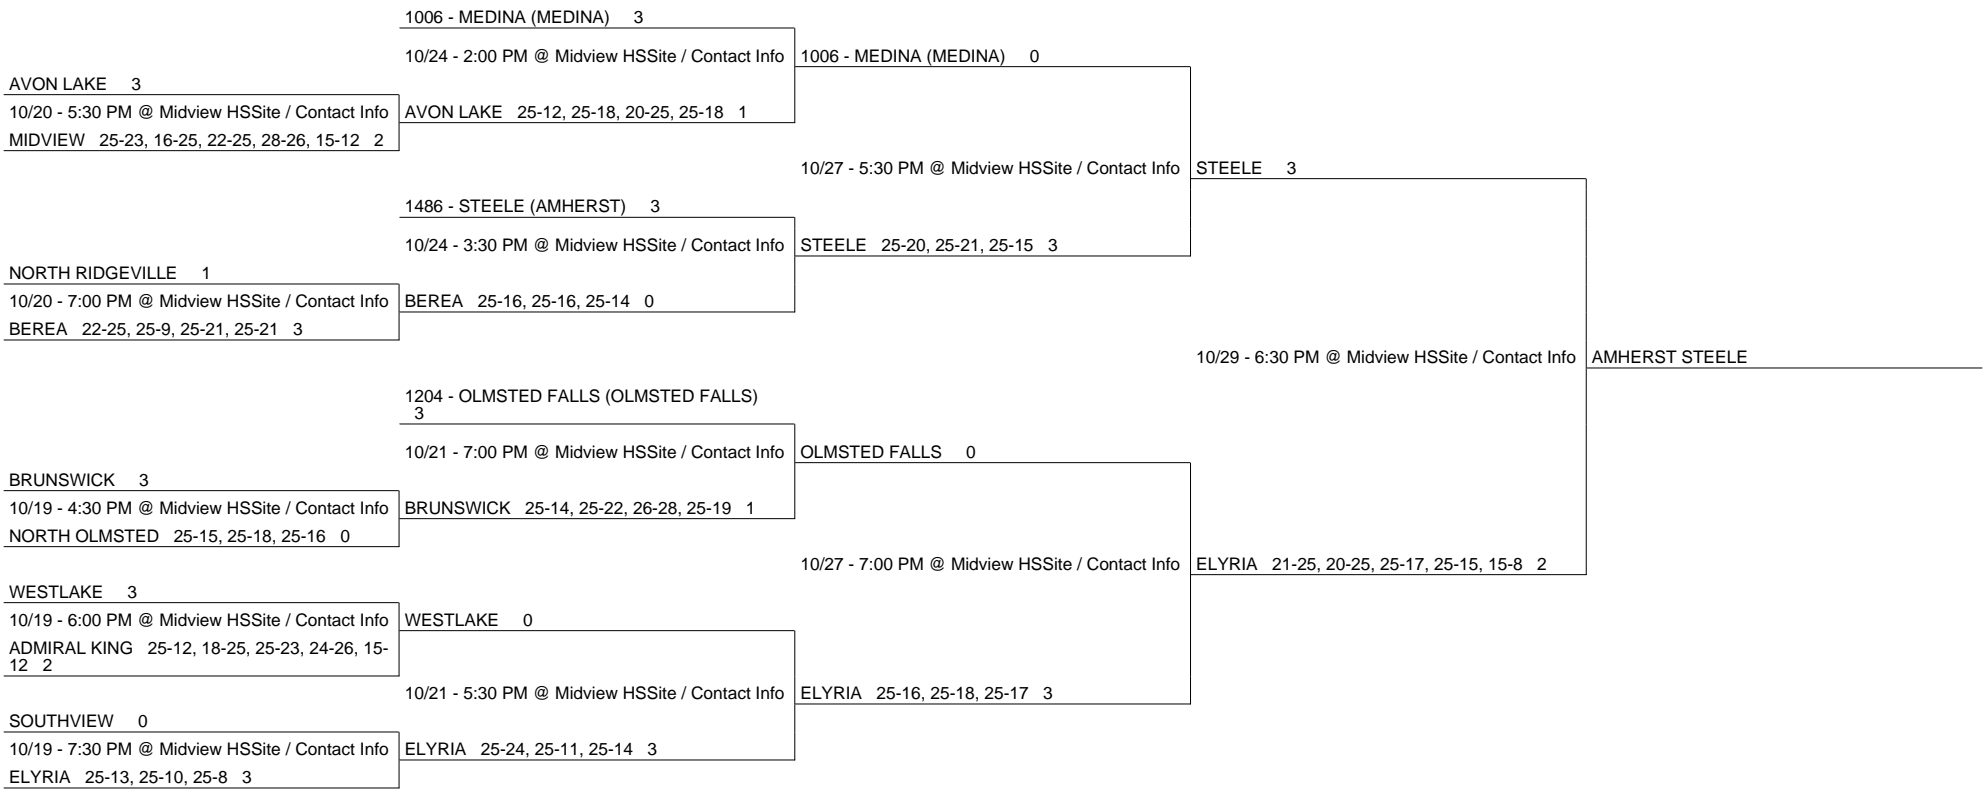 1006 - MEDINA (MEDINA) 3
10/24 - 2:00 PM @ Midview HSSite / Contact Info
1006 - MEDINA (MEDINA) 0
AVON LAKE 3
10/20 - 5:30 PM @ Midview HSSite / Contact Info
AVON LAKE 25-12, 25-18, 20-25, 25-18 1
MIDVIEW 25-23, 16-25, 22-25, 28-26, 15-12 2
10/27 - 5:30 PM @ Midview HSSite / Contact Info
STEELE 3
1486 - STEELE (AMHERST) 3
10/24 - 3:30 PM @ Midview HSSite / Contact Info
STEELE 25-20, 25-21, 25-15 3
NORTH RIDGEVILLE 1
10/20 - 7:00 PM @ Midview HSSite / Contact Info
BEREA 25-16, 25-16, 25-14 0
BEREA 22-25, 25-9, 25-21, 25-21 3
10/29 - 6:30 PM @ Midview HSSite / Contact Info
AMHERST STEELE
1204 - OLMSTED FALLS (OLMSTED FALLS)
3
10/21 - 7:00 PM @ Midview HSSite / Contact Info
OLMSTED FALLS 0
BRUNSWICK 3
10/19 - 4:30 PM @ Midview HSSite / Contact Info
BRUNSWICK 25-14, 25-22, 26-28, 25-19 1
NORTH OLMSTED 25-15, 25-18, 25-16 0
10/27 - 7:00 PM @ Midview HSSite / Contact Info
ELYRIA 21-25, 20-25, 25-17, 25-15, 15-8 2
WESTLAKE 3
10/19 - 6:00 PM @ Midview HSSite / Contact Info
WESTLAKE 0
ADMIRAL KING 25-12, 18-25, 25-23, 24-26, 15-
12 2
10/21 - 5:30 PM @ Midview HSSite / Contact Info
ELYRIA 25-16, 25-18, 25-17 3
SOUTHVIEW 0
10/19 - 7:30 PM @ Midview HSSite / Contact Info
ELYRIA 25-24, 25-11, 25-14 3
ELYRIA 25-13, 25-10, 25-8 3